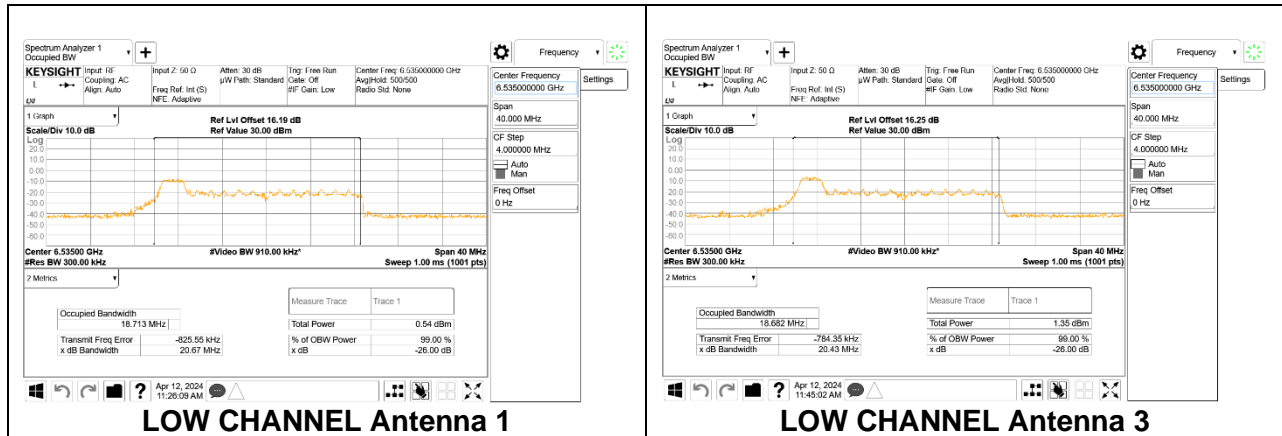 Spectrum Analyzer 1
Occupied BW
+
Frequency
KEYSIGHT
L
Input: RF
Coupling: AC
Align: Auto
Input Z: 50 Ω
Freq Ref: Int (S)
NFE: Adaptive
Atten: 30 dB
µW Path: Standard
Trig: Free Run
Gate: Off
#IF Gain: Low
Center Freq: 6.535000000 GHz
Avg|Hold: 500/500
Radio Std: None
Center Frequency
6.535000000 GHz
Settings
Span
40.000 MHz
CF Step
4.000000 MHz
Auto
Man
Freq Offset
0 Hz
1 Graph
Scale/Div 10.0 dB
Ref Lvl Offset 16.19 dB
Ref Value 30.00 dBm
Log
20.0
10.0
0.00
-10.0
-20.0
-30.0
-40.0
-50.0
-60.0
Center 6.53500 GHz
#Res BW 300.00 kHz
#Video BW 910.00 kHz*
Span 40 MHz
Sweep 1.00 ms (1001 pts)
2 Metrics
Measure Trace
Trace 1
Occupied Bandwidth
18.713 MHz
Total Power
0.54 dBm
Transmit Freq Error
-825.55 kHz
% of OBW Power
99.00 %
x dB Bandwidth
20.67 MHz
x dB
-26.00 dB
?
Apr 12, 2024
11:26:09 AM
LOW CHANNEL Antenna 1
Spectrum Analyzer 1
Occupied BW
+
Frequency
KEYSIGHT
L
Input: RF
Coupling: AC
Align: Auto
Input Z: 50 Ω
Freq Ref: Int (S)
NFE: Adaptive
Atten: 30 dB
µW Path: Standard
Trig: Free Run
Gate: Off
#IF Gain: Low
Center Freq: 6.535000000 GHz
Avg|Hold: 500/500
Radio Std: None
Center Frequency
6.535000000 GHz
Settings
Span
40.000 MHz
CF Step
4.000000 MHz
Auto
Man
Freq Offset
0 Hz
1 Graph
Scale/Div 10.0 dB
Ref Lvl Offset 16.25 dB
Ref Value 30.00 dBm
Log
20.0
10.0
0.00
-10.0
-20.0
-30.0
-40.0
-50.0
-60.0
Center 6.53500 GHz
#Res BW 300.00 kHz
#Video BW 910.00 kHz*
Span 40 MHz
Sweep 1.00 ms (1001 pts)
2 Metrics
Measure Trace
Trace 1
Occupied Bandwidth
18.682 MHz
Total Power
1.35 dBm
Transmit Freq Error
-784.35 kHz
% of OBW Power
99.00 %
x dB Bandwidth
20.43 MHz
x dB
-26.00 dB
?
Apr 12, 2024
11:45:02 AM
LOW CHANNEL Antenna 3